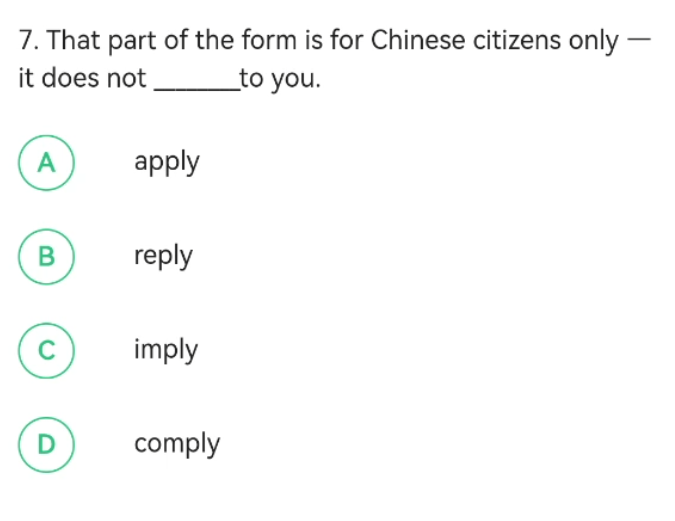 7. That part of the form is for Chinese citizens only —
it does not ______to you.
A apply
B reply
C imply
D comply